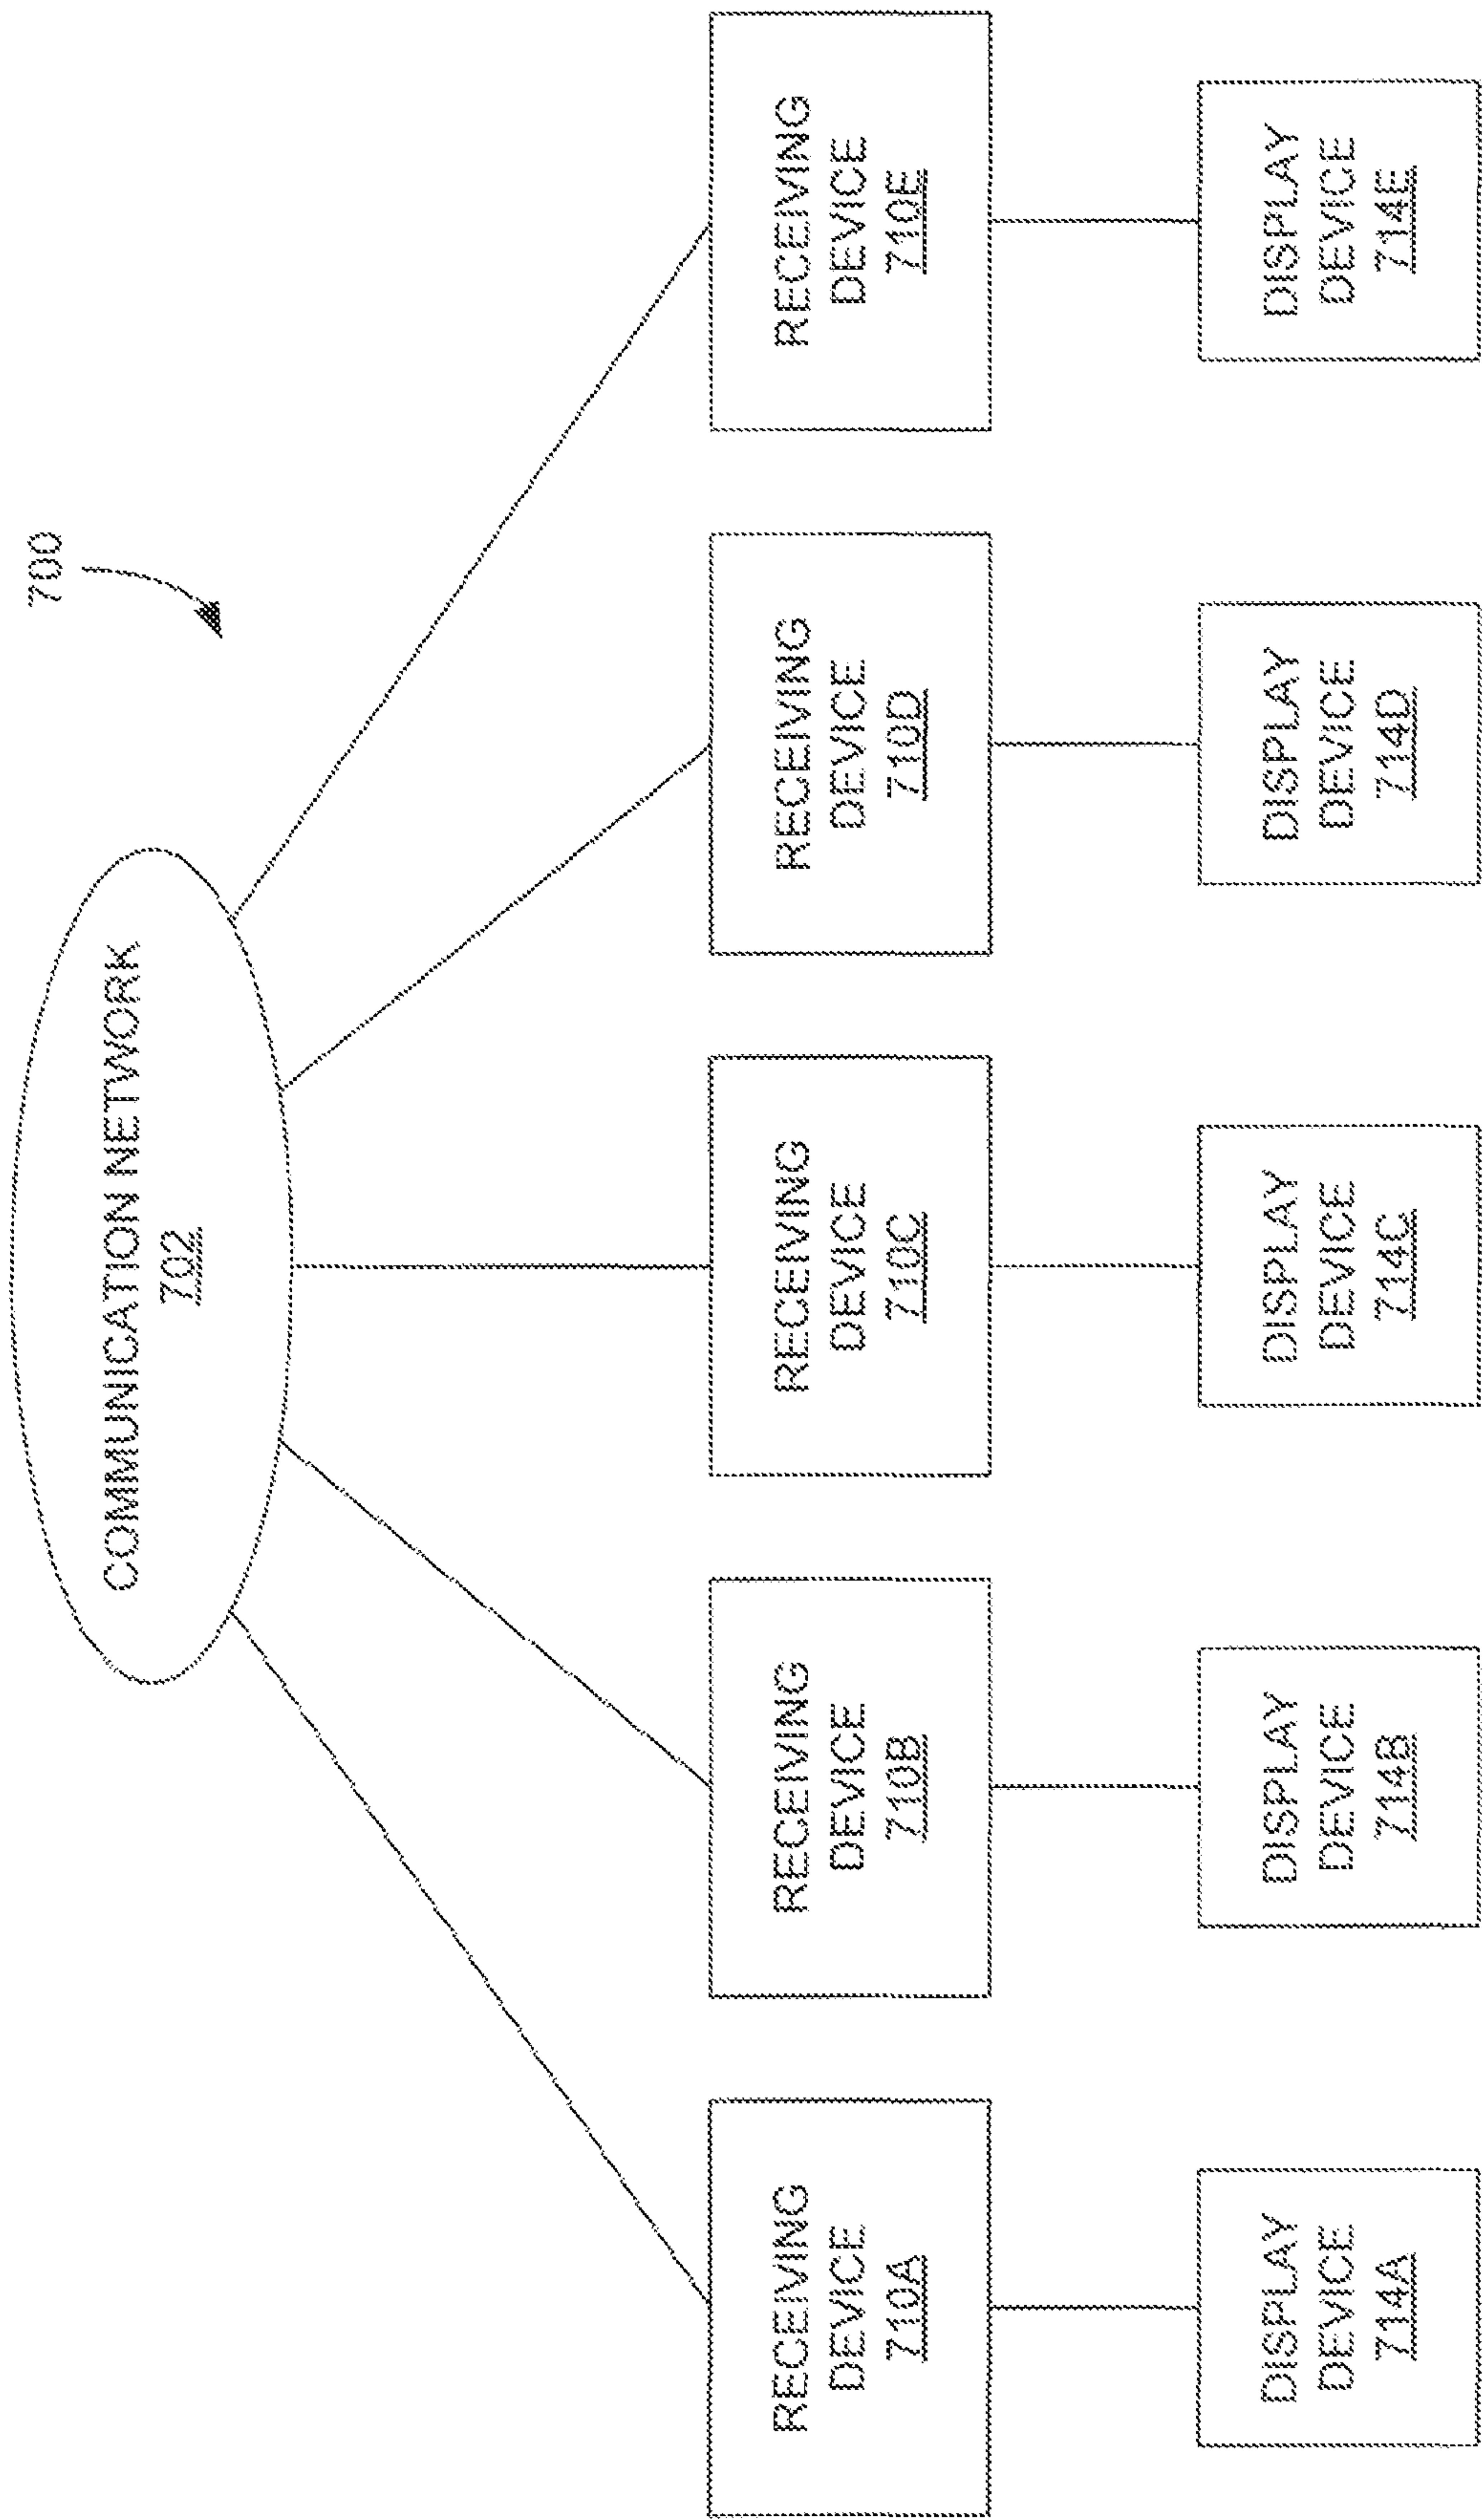 700
COMMUNICATION NETWORK
702
RECEIVING
DEVICE
710A
RECEIVING
DEVICE
710B
RECEIVING
DEVICE
710C
RECEIVING
DEVICE
710D
RECEIVING
DEVICE
710E
DISPLAY
DEVICE
714A
DISPLAY
DEVICE
714B
DISPLAY
DEVICE
714C
DISPLAY
DEVICE
714D
DISPLAY
DEVICE
714E